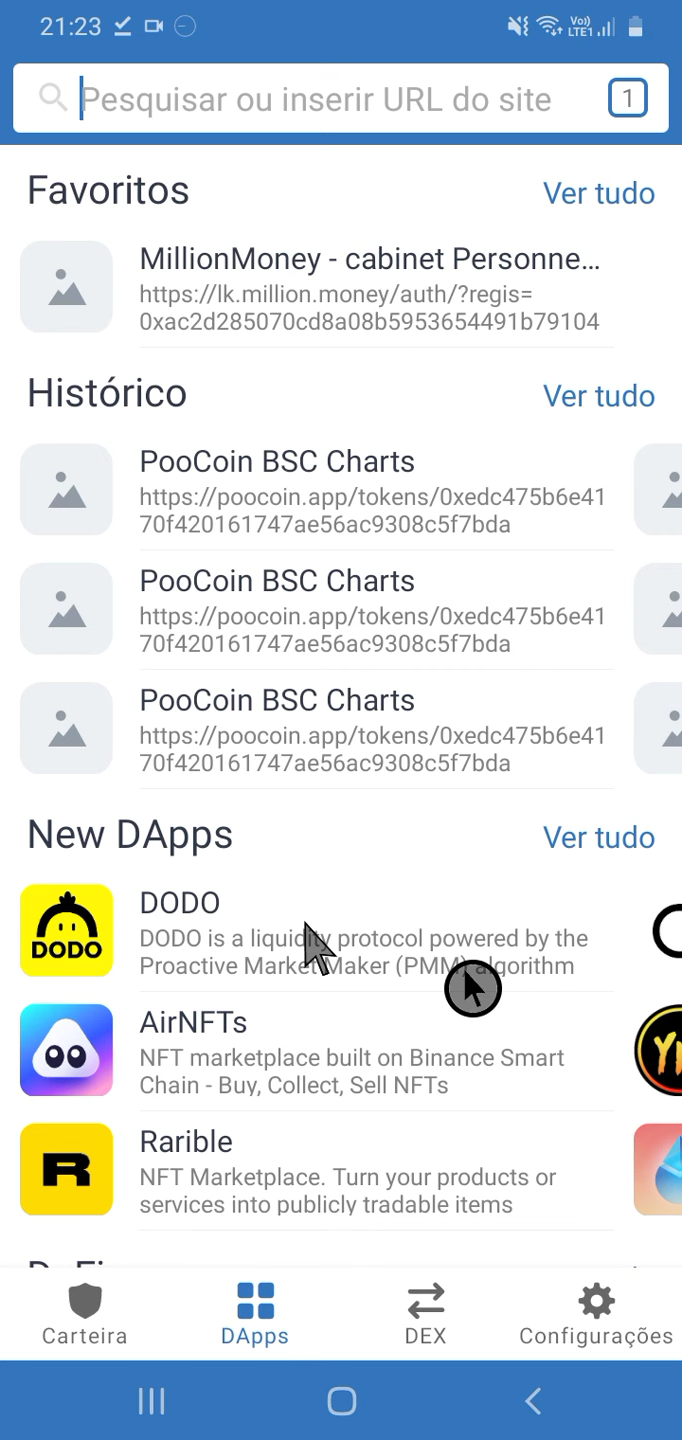 21:23
Vo))
LTE1
Pesquisar ou inserir URL do site
1
Favoritos
Ver tudo
MillionMoney - cabinet Personne...
https://lk.million.money/auth/?regis=
0xac2d285070cd8a08b5953654491b79104
Histórico
Ver tudo
PooCoin BSC Charts
https://poocoin.app/tokens/0xedc475b6e41
70f420161747ae56ac9308c5f7bda
PooCoin BSC Charts
https://poocoin.app/tokens/0xedc475b6e41
70f420161747ae56ac9308c5f7bda
PooCoin BSC Charts
https://poocoin.app/tokens/0xedc475b6e41
70f420161747ae56ac9308c5f7bda
New DApps
Ver tudo
DODO
DODO
DODO is a liquidity protocol powered by the
Proactive Market Maker (PMM) algorithm
AirNFTs
NFT marketplace built on Binance Smart
Chain - Buy, Collect, Sell NFTs
R
Rarible
NFT Marketplace. Turn your products or
services into publicly tradable items
Carteira
DApps
DEX
Configurações